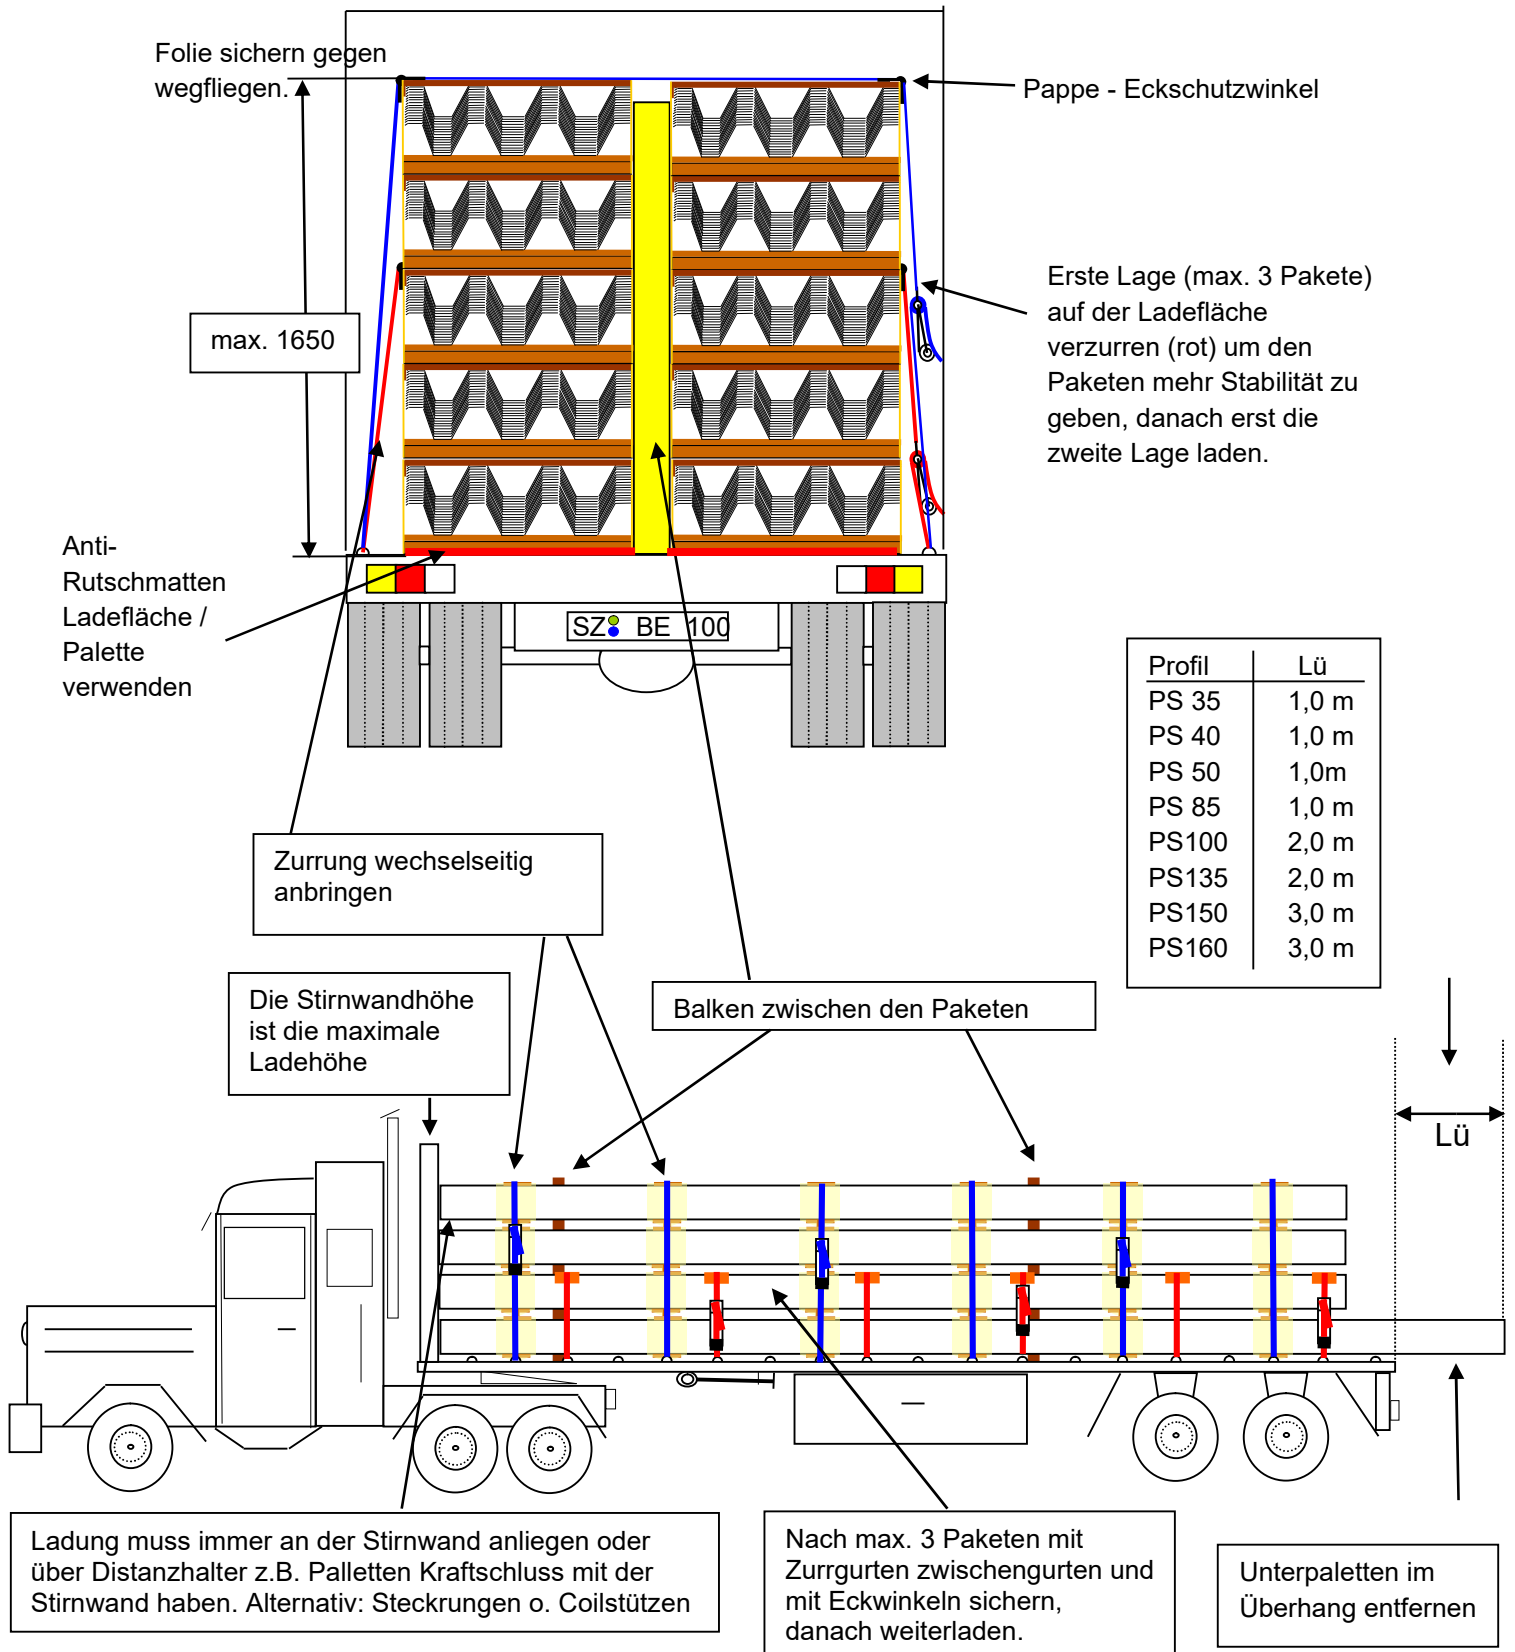 Folie sichern gegen
wegfliegen.
Pappe - Eckschutzwinkel
max. 1650
Erste Lage (max. 3 Pakete)
auf der Ladefläche
verzurren (rot) um den
Paketen mehr Stabilität zu
geben, danach erst die
zweite Lage laden.
Anti-
Rutschmatten
Ladefläche /
Palette
verwenden
SZ BE 100
Profil Lü
PS 35 1,0 m
PS 40 1,0 m
PS 50 1,0m
PS 85 1,0 m
PS100 2,0 m
PS135 2,0 m
PS150 3,0 m
PS160 3,0 m
Zurrung wechselseitig
anbringen
Die Stirnwandhöhe
ist die maximale
Ladehöhe
Balken zwischen den Paketen
Lü
Ladung muss immer an der Stirnwand anliegen oder
über Distanzhalter z.B. Palletten Kraftschluss mit der
Stirnwand haben. Alternativ: Steckrungen o. Coilstützen
Nach max. 3 Paketen mit
Zurrgurten zwischengurten und
mit Eckwinkeln sichern,
danach weiterladen.
Unterpaletten im
Überhang entfernen